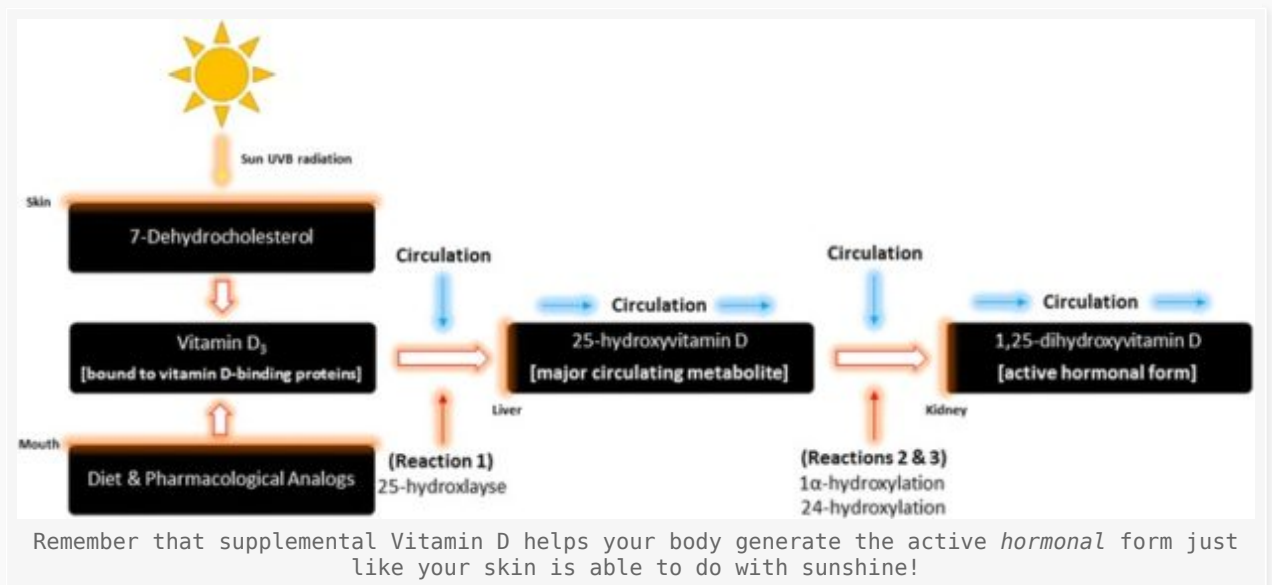 Sun UVB radiation
Skin
7-Dehydrocholesterol
Circulation
Circulation
Circulation
Circulation
Vitamin D₃
[bound to vitamin D-binding proteins]
25-hydroxyvitamin D
[major circulating metabolite]
1,25-dihydroxyvitamin D
[active hormonal form]
Liver
Kidney
Mouth
Diet & Pharmacological Analogs
(Reaction 1)
25-hydroxlayse
(Reactions 2 & 3)
1α-hydroxylation
24-hydroxylation
Remember that supplemental Vitamin D helps your body generate the active hormonal form just
like your skin is able to do with sunshine!